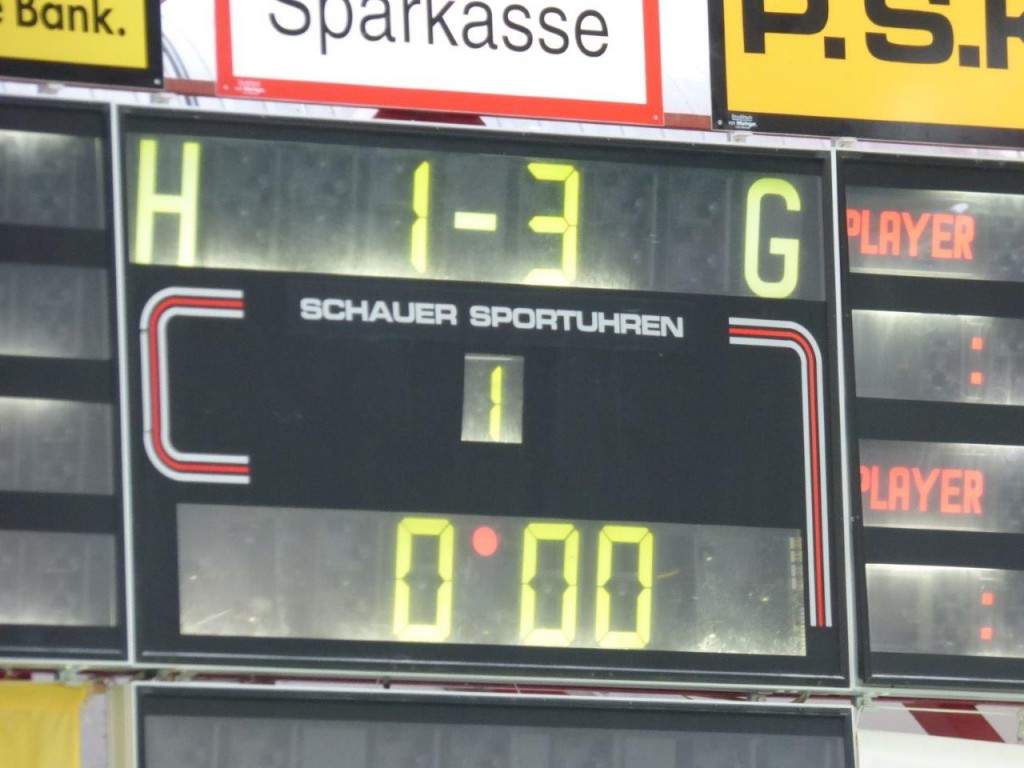 e Bank.
Sparkasse
P.S.K
H 1-3 G
PLAYER
SCHAUER SPORTUHREN
:
1
PLAYER
0:00
: